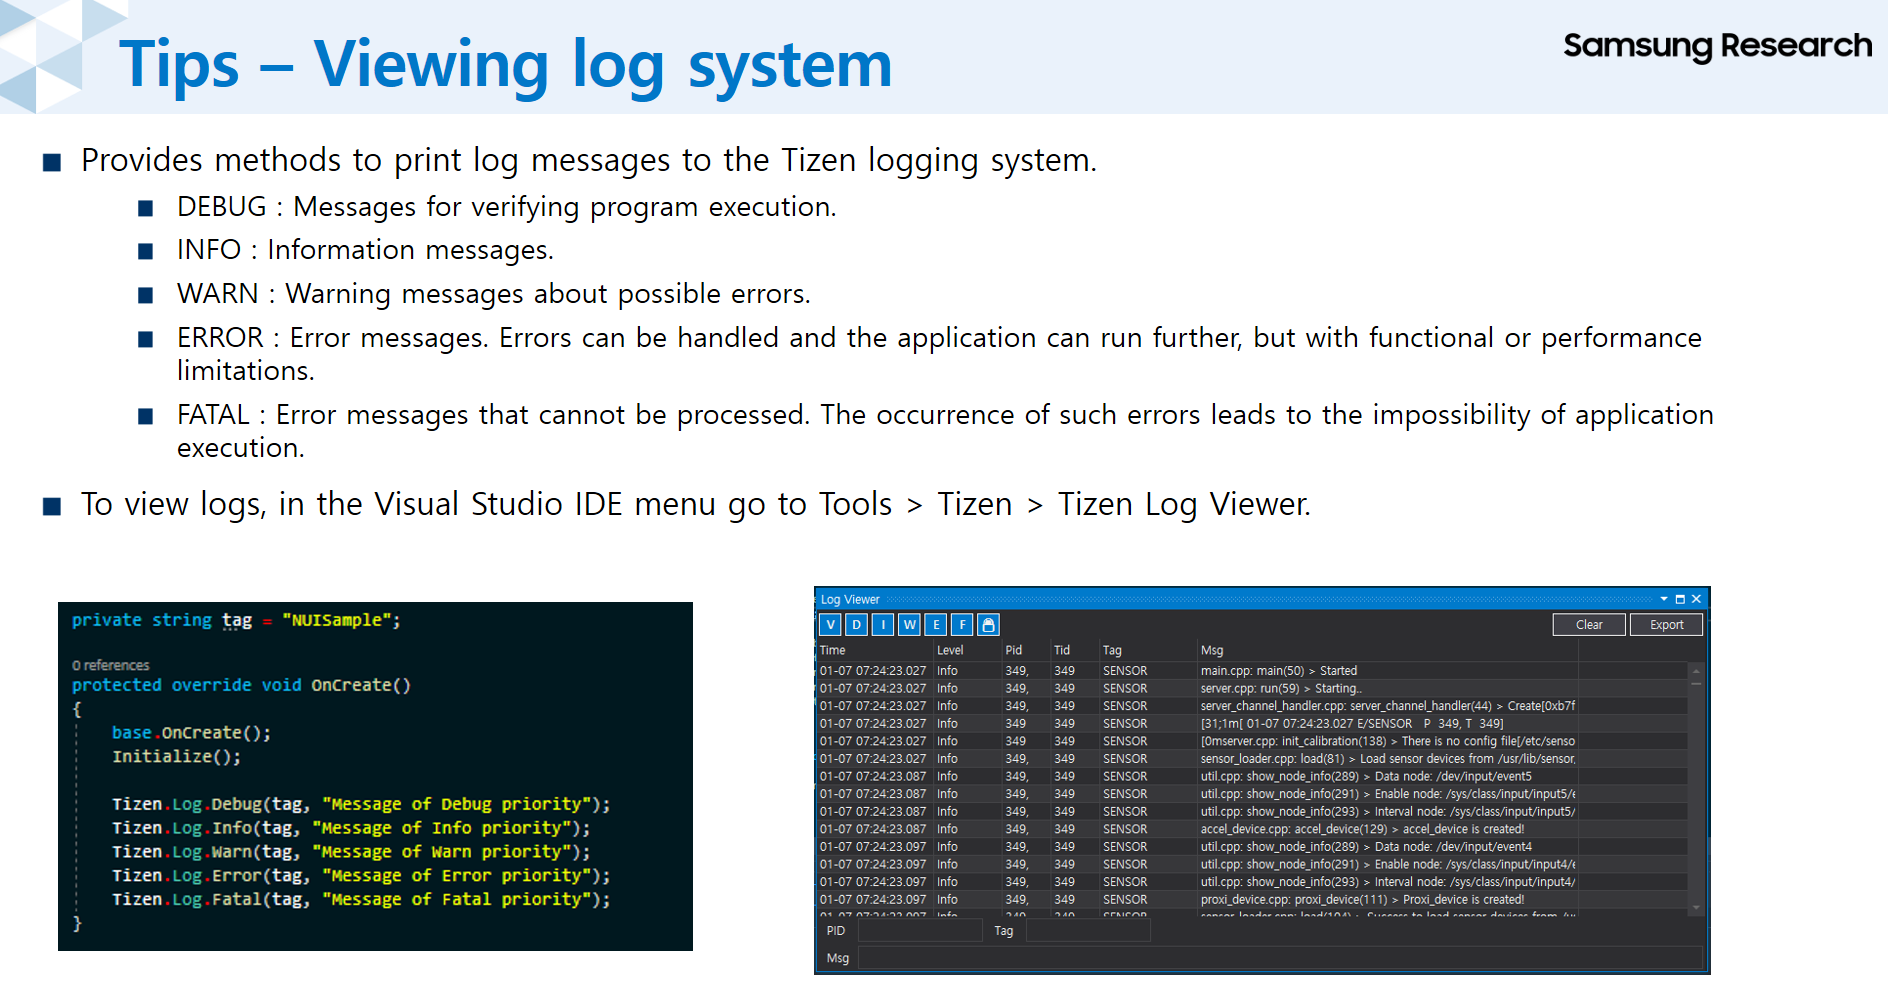 Tips – Viewing log system
Samsung Research
Provides methods to print log messages to the Tizen logging system.
DEBUG : Messages for verifying program execution.
INFO : Information messages.
WARN : Warning messages about possible errors.
ERROR : Error messages. Errors can be handled and the application can run further, but with functional or performance
limitations.
FATAL : Error messages that cannot be processed. The occurrence of such errors leads to the impossibility of application
execution.
To view logs, in the Visual Studio IDE menu go to Tools > Tizen > Tizen Log Viewer.
private string tag = "NUISample";
0 references
protected override void OnCreate()
{
base.OnCreate();
Initialize();
Tizen.Log.Debug(tag, "Message of Debug priority");
Tizen.Log.Info(tag, "Message of Info priority");
Tizen.Log.Warn(tag, "Message of Warn priority");
Tizen.Log.Error(tag, "Message of Error priority");
Tizen.Log.Fatal(tag, "Message of Fatal priority");
}
Log Viewer
V D I W E F Clear Export
Time Level Pid Tid Tag Msg
01-07 07:24:23.027 Info 349, 349 SENSOR main.cpp: main(50) > Started
01-07 07:24:23.027 Info 349, 349 SENSOR server.cpp: run(59) > Starting..
01-07 07:24:23.027 Info 349, 349 SENSOR server_channel_handler.cpp: server_channel_handler(44) > Create[0xb7f
01-07 07:24:23.027 Info 349 349 SENSOR [31;1m[ 01-07 07:24:23.027 E/SENSOR P 349, T 349]
01-07 07:24:23.027 Info 349 349 SENSOR [0mserver.cpp: init_calibration(138) > There is no config file[/etc/senso
01-07 07:24:23.027 Info 349, 349 SENSOR sensor_loader.cpp: load(81) > Load sensor devices from /usr/lib/sensor,
01-07 07:24:23.087 Info 349, 349 SENSOR util.cpp: show_node_info(289) > Data node: /dev/input/event5
01-07 07:24:23.087 Info 349, 349 SENSOR util.cpp: show_node_info(291) > Enable node: /sys/class/input/input5/e
01-07 07:24:23.087 Info 349, 349 SENSOR util.cpp: show_node_info(293) > Interval node: /sys/class/input/input5/
01-07 07:24:23.087 Info 349, 349 SENSOR accel_device.cpp: accel_device(129) > accel_device is created!
01-07 07:24:23.097 Info 349, 349 SENSOR util.cpp: show_node_info(289) > Data node: /dev/input/event4
01-07 07:24:23.097 Info 349, 349 SENSOR util.cpp: show_node_info(291) > Enable node: /sys/class/input/input4/e
01-07 07:24:23.097 Info 349, 349 SENSOR util.cpp: show_node_info(293) > Interval node: /sys/class/input/input4/
01-07 07:24:23.097 Info 349, 349 SENSOR proxi_device.cpp: proxi_device(111) > Proxi_device is created!
PID Tag
Msg